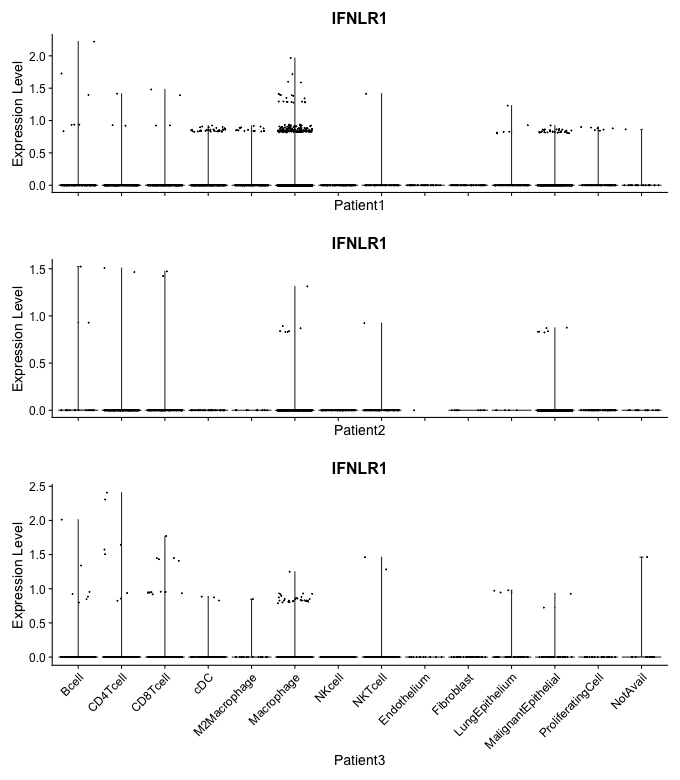 IFNLR1
Expression Level
2.0
1.5
1.0
0.5
0.0
Patient1
IFNLR1
Expression Level
1.5
1.0
0.5
0.0
Patient2
IFNLR1
Expression Level
2.5
2.0
1.5
1.0
0.5
0.0
Bcell
CD4Tcell
CD8Tcell
cDC
M2Macrophage
Macrophage
NKcell
NKTcell
Endothelium
Fibroblast
LungEpithelium
MalignantEpithelial
ProliferatingCell
NotAvail
Patient3